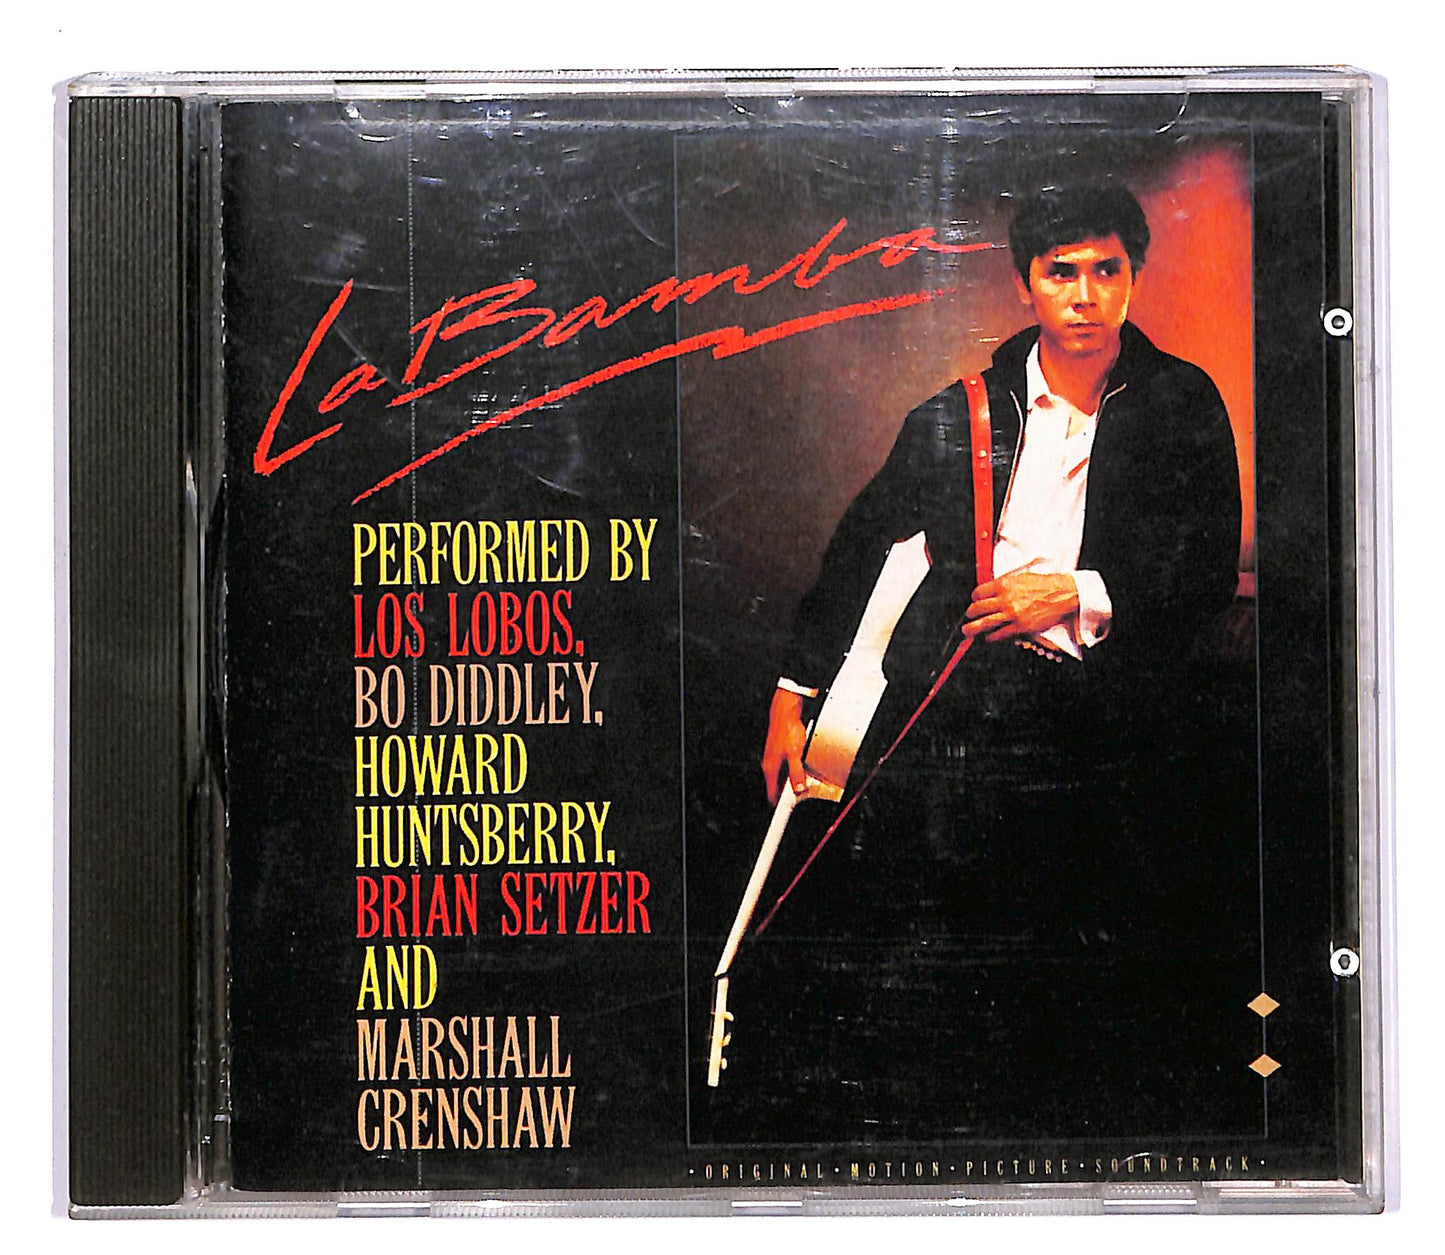 La Bamba
PERFORMED BY
LOS LOBOS,
BO DIDDLEY,
HOWARD
HUNTSBERRY,
BRIAN SETZER
AND
MARSHALL
CRENSHAW
· ORIGINAL · MOTION · PICTURE · SOUNDTRACK ·